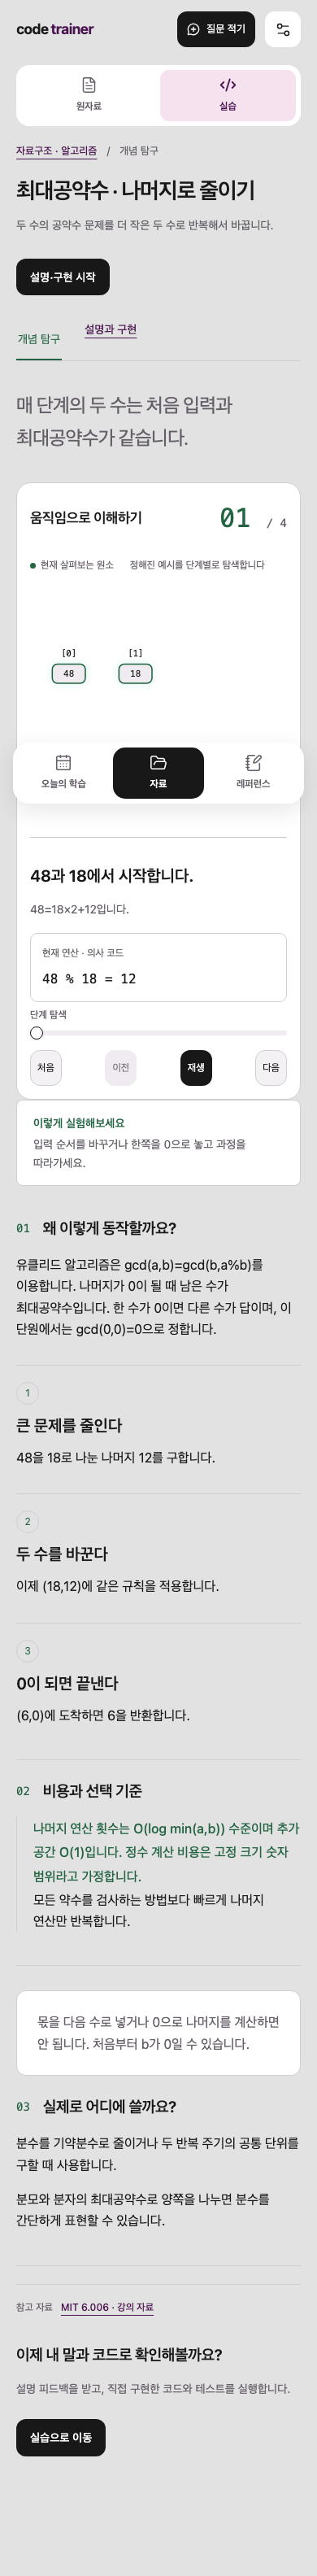 code trainer
질문 적기
원자료
실습
자료구조 · 알고리즘 / 개념 탐구
최대공약수 · 나머지로 줄이기
두 수의 공약수 문제를 더 작은 두 수로 반복해서 바꿉니다.
설명·구현 시작
개념 탐구
설명과 구현
매 단계의 두 수는 처음 입력과
최대공약수가 같습니다.
움직임으로 이해하기
01 / 4
현재 살펴보는 원소
정해진 예시를 단계별로 탐색합니다
[0]
[1]
48
18
오늘의 학습
자료
레퍼런스
48과 18에서 시작합니다.
48=18×2+12입니다.
현재 연산 · 의사 코드
48 % 18 = 12
단계 탐색
처음
이전
재생
다음
이렇게 실험해보세요
입력 순서를 바꾸거나 한쪽을 0으로 놓고 과정을
따라가세요.
01 왜 이렇게 동작할까요?
유클리드 알고리즘은 gcd(a,b)=gcd(b,a%b)를
이용합니다. 나머지가 0이 될 때 남은 수가
최대공약수입니다. 한 수가 0이면 다른 수가 답이며, 이
단원에서는 gcd(0,0)=0으로 정합니다.
1
큰 문제를 줄인다
48을 18로 나눈 나머지 12를 구합니다.
2
두 수를 바꾼다
이제 (18,12)에 같은 규칙을 적용합니다.
3
0이 되면 끝낸다
(6,0)에 도착하면 6을 반환합니다.
02 비용과 선택 기준
나머지 연산 횟수는 O(log min(a,b)) 수준이며 추가
공간 O(1)입니다. 정수 계산 비용은 고정 크기 숫자
범위라고 가정합니다.
모든 약수를 검사하는 방법보다 빠르게 나머지
연산만 반복합니다.
몫을 다음 수로 넣거나 0으로 나머지를 계산하면
안 됩니다. 처음부터 b가 0일 수 있습니다.
03 실제로 어디에 쓸까요?
분수를 기약분수로 줄이거나 두 반복 주기의 공통 단위를
구할 때 사용합니다.
분모와 분자의 최대공약수로 양쪽을 나누면 분수를
간단하게 표현할 수 있습니다.
참고 자료 MIT 6.006 · 강의 자료
이제 내 말과 코드로 확인해볼까요?
설명 피드백을 받고, 직접 구현한 코드와 테스트를 실행합니다.
실습으로 이동